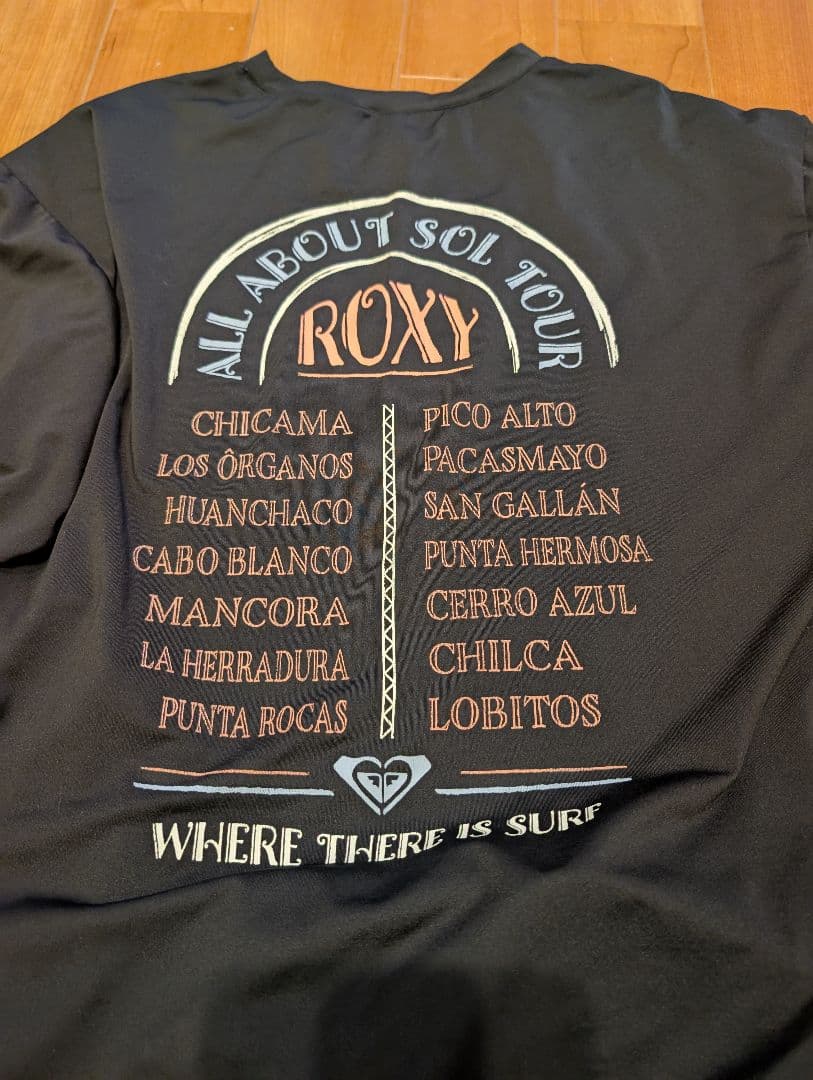 ALL ABOUT SOL TOUR
ROXY
CHICAMA
LOS ÔRGANOS
HUANCHACO
CABO BLANCO
MANCORA
LA HERRADURA
PUNTA ROCAS
PICO ALTO
PACASMAYO
SAN GALLÁN
PUNTA HERMOSA
CERRO AZUL
CHILCA
LOBITOS
WHERE THERE IS SURF